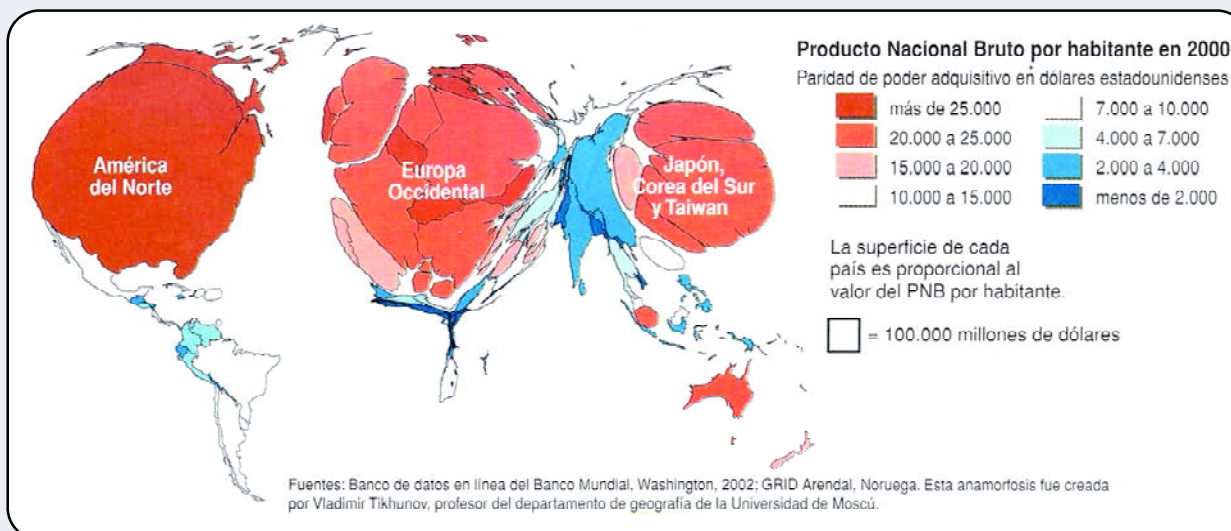 Producto Nacional Bruto por habitante en 2000
Paridad de poder adquisitivo en dólares estadounidenses
más de 25.000
20.000 a 25.000
15.000 a 20.000
10.000 a 15.000
7.000 a 10.000
4.000 a 7.000
2.000 a 4.000
menos de 2.000
La superficie de cada
país es proporcional al
valor del PNB por habitante.
= 100.000 millones de dólares
América
del Norte
Europa
Occidental
Japón,
Corea del Sur
y Taiwan
Fuentes: Banco de datos en línea del Banco Mundial, Washington, 2002; GRID Arendal, Noruega. Esta anamorfosis fue creada
por Vladimir Tikhunov, profesor del departamento de geografía de la Universidad de Moscú.